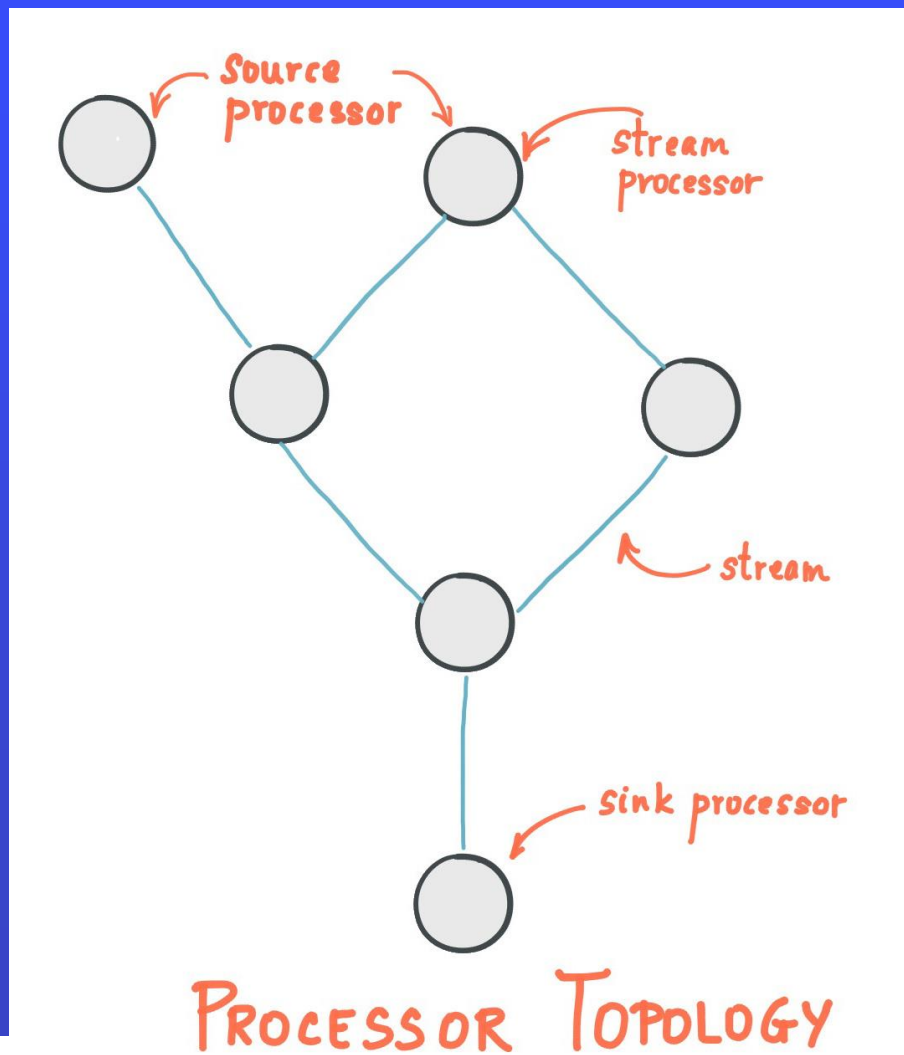 source
processor
stream
processor
stream
sink processor
PROCESSOR TOPOLOGY